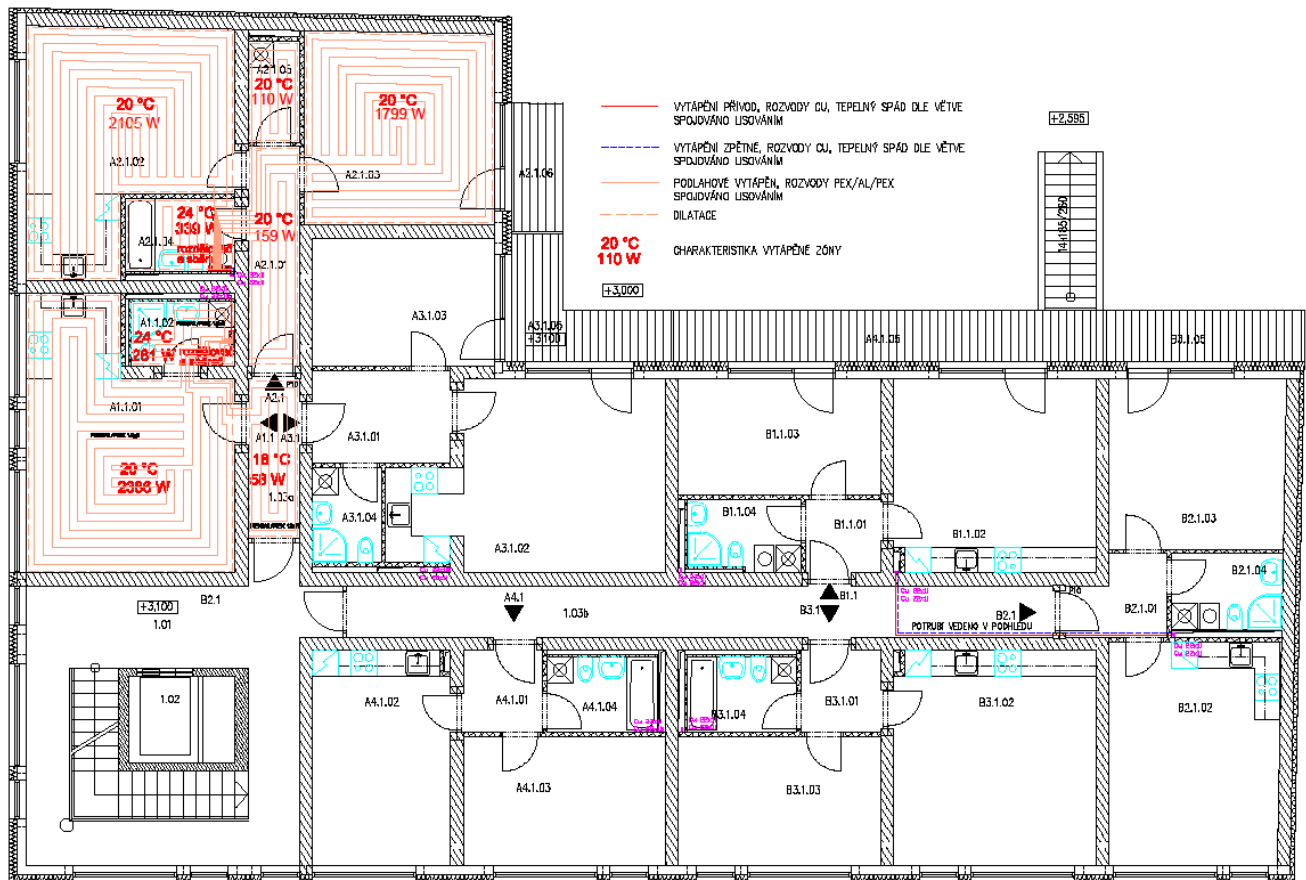 A2.1.05
20 °C
110 W
20 °C
2105 W
A2.1.02
20 °C
1799 W
A2.1.03
A2.1.06
VYTÁPĚNÍ PŘÍVOD, ROZVODY CU, TEPELNÝ SPÁD DLE VĚTVE
SPOJOVÁNO LISOVÁNÍM
VYTÁPĚNÍ ZPĚTNÉ, ROZVODY CU, TEPELNÝ SPÁD DLE VĚTVE
SPOJOVÁNO LISOVÁNÍM
PODLAHOVÉ VYTÁPĚN, ROZVODY PEX/AL/PEX
SPOJOVÁNO LISOVÁNÍM
DILATACE
20 °C
110 W
CHARAKTERISTIKA VYTÁPĚNÉ ZÓNY
+2,595
+3,000
24 °C
339 W
A2.1.04
20 °C
159 W
A2.1.01
A1.1.02
24 °C
281 W
A3.1.03
A3.1.05
+3,100
A4.1.05
B3.1.05
A1.1.01
20 °C
2386 W
P10
A2.1
A1.1
A3.1
18 °C
58 W
1.03a
A3.1.01
A3.1.04
A3.1.02
B1.1.03
B1.1.04
B1.1.01
B1.1.02
B2.1.03
B2.1.04
B2.1.01
+3,100
1.01
B2.1
A4.1
1.03b
B1.1
B3.1
B2.1
P10
POTRUBÍ VEDENO V PODHLEDU
1.02
A4.1.02
A4.1.01
A4.1.04
A4.1.03
B3.1.01
B3.1.02
B3.1.03
B2.1.02